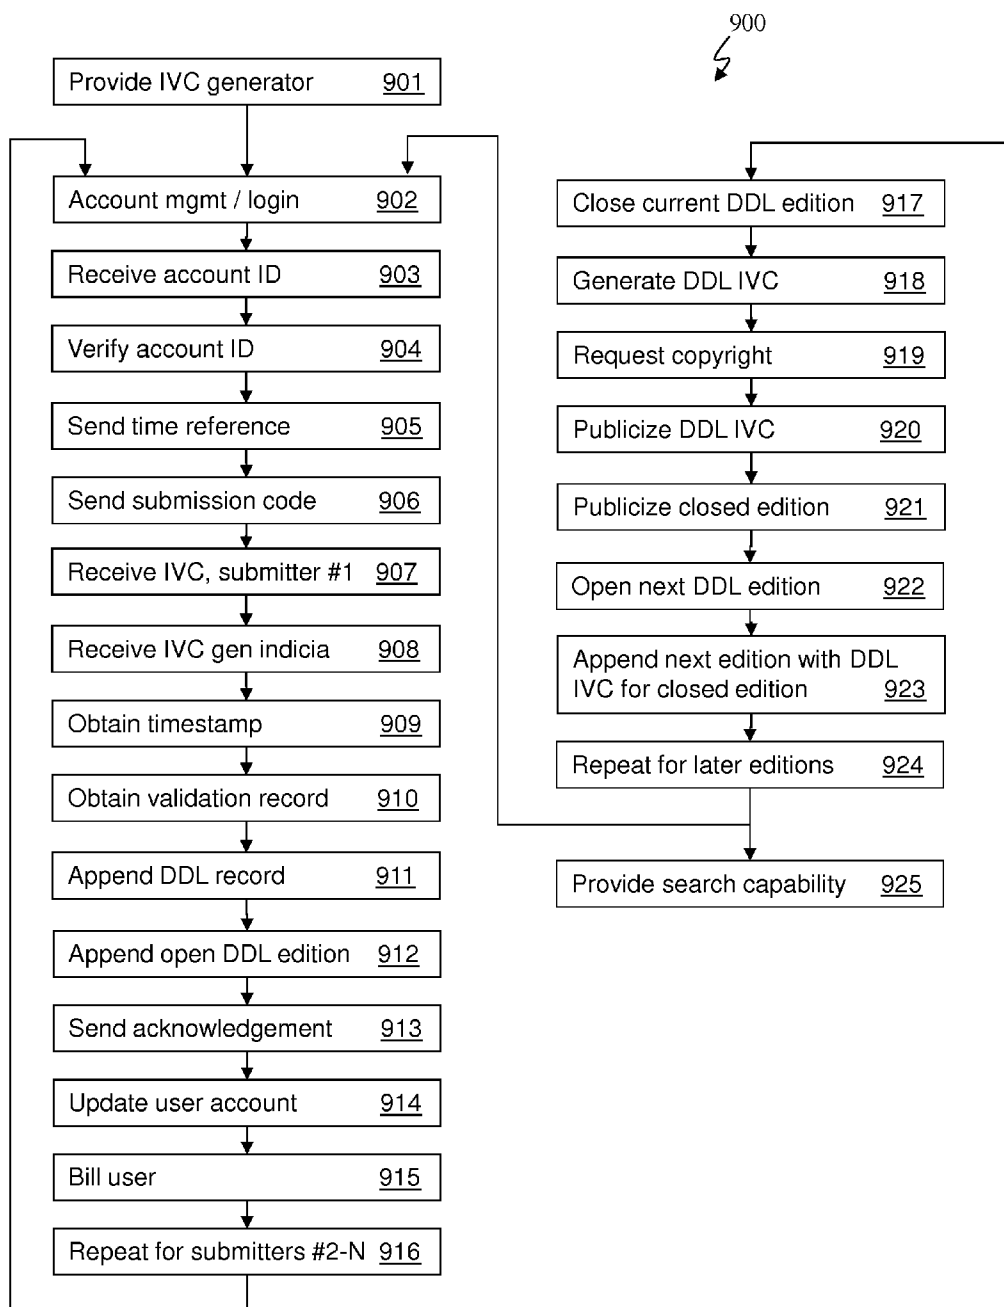 900
Provide IVC generator 901
Account mgmt / login 902
Receive account ID 903
Verify account ID 904
Send time reference 905
Send submission code 906
Receive IVC, submitter #1 907
Receive IVC gen indicia 908
Obtain timestamp 909
Obtain validation record 910
Append DDL record 911
Append open DDL edition 912
Send acknowledgement 913
Update user account 914
Bill user 915
Repeat for submitters #2-N 916
Close current DDL edition 917
Generate DDL IVC 918
Request copyright 919
Publicize DDL IVC 920
Publicize closed edition 921
Open next DDL edition 922
Append next edition with DDL
IVC for closed edition 923
Repeat for later editions 924
Provide search capability 925